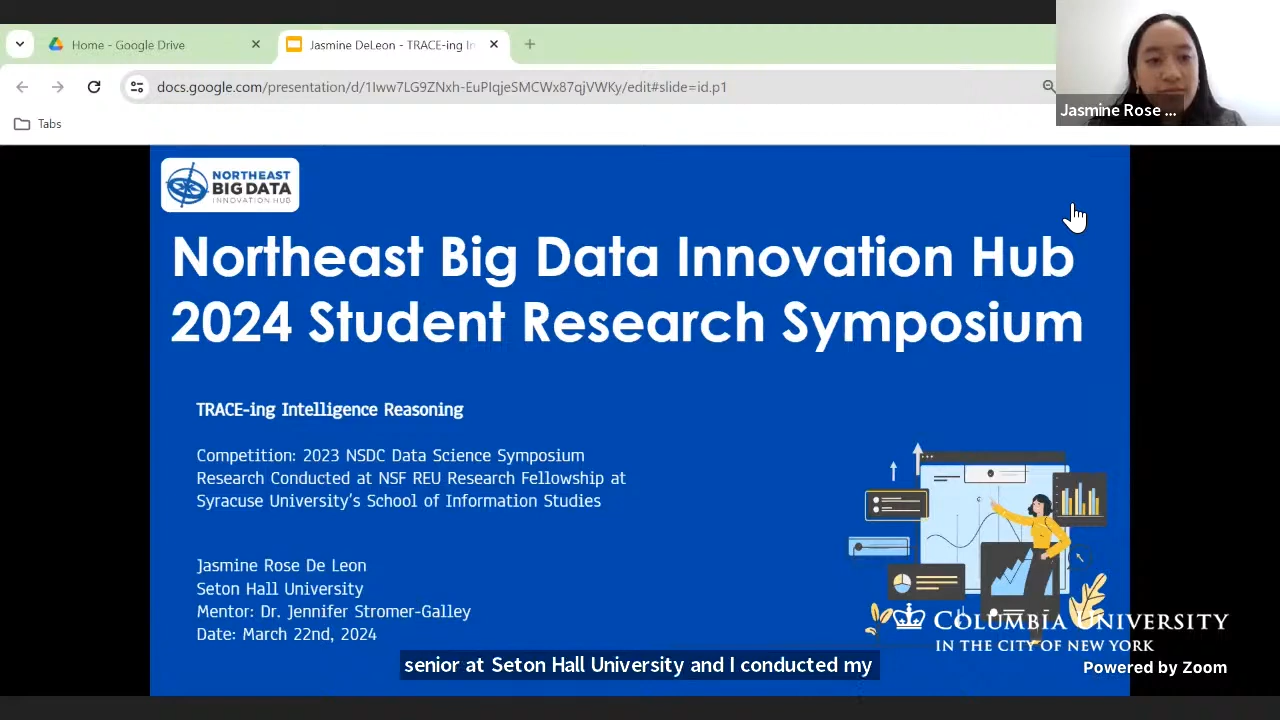 Home - Google Drive
Jasmine DeLeon - TRACE-ing In
docs.google.com/presentation/d/1Iww7LG9ZNxh-EuPIqjeSMCWx87qjVWKy/edit#slide=id.p1
Jasmine Rose ...
Tabs
NORTHEAST
BIG DATA
INNOVATION HUB
Northeast Big Data Innovation Hub
2024 Student Research Symposium
TRACE-ing Intelligence Reasoning
Competition: 2023 NSDC Data Science Symposium
Research Conducted at NSF REU Research Fellowship at
Syracuse University's School of Information Studies
Jasmine Rose De Leon
Seton Hall University
Mentor: Dr. Jennifer Stromer-Galley
Date: March 22nd, 2024
COLUMBIA UNIVERSITY
IN THE CITY OF NEW YORK
senior at Seton Hall University and I conducted my
Powered by Zoom